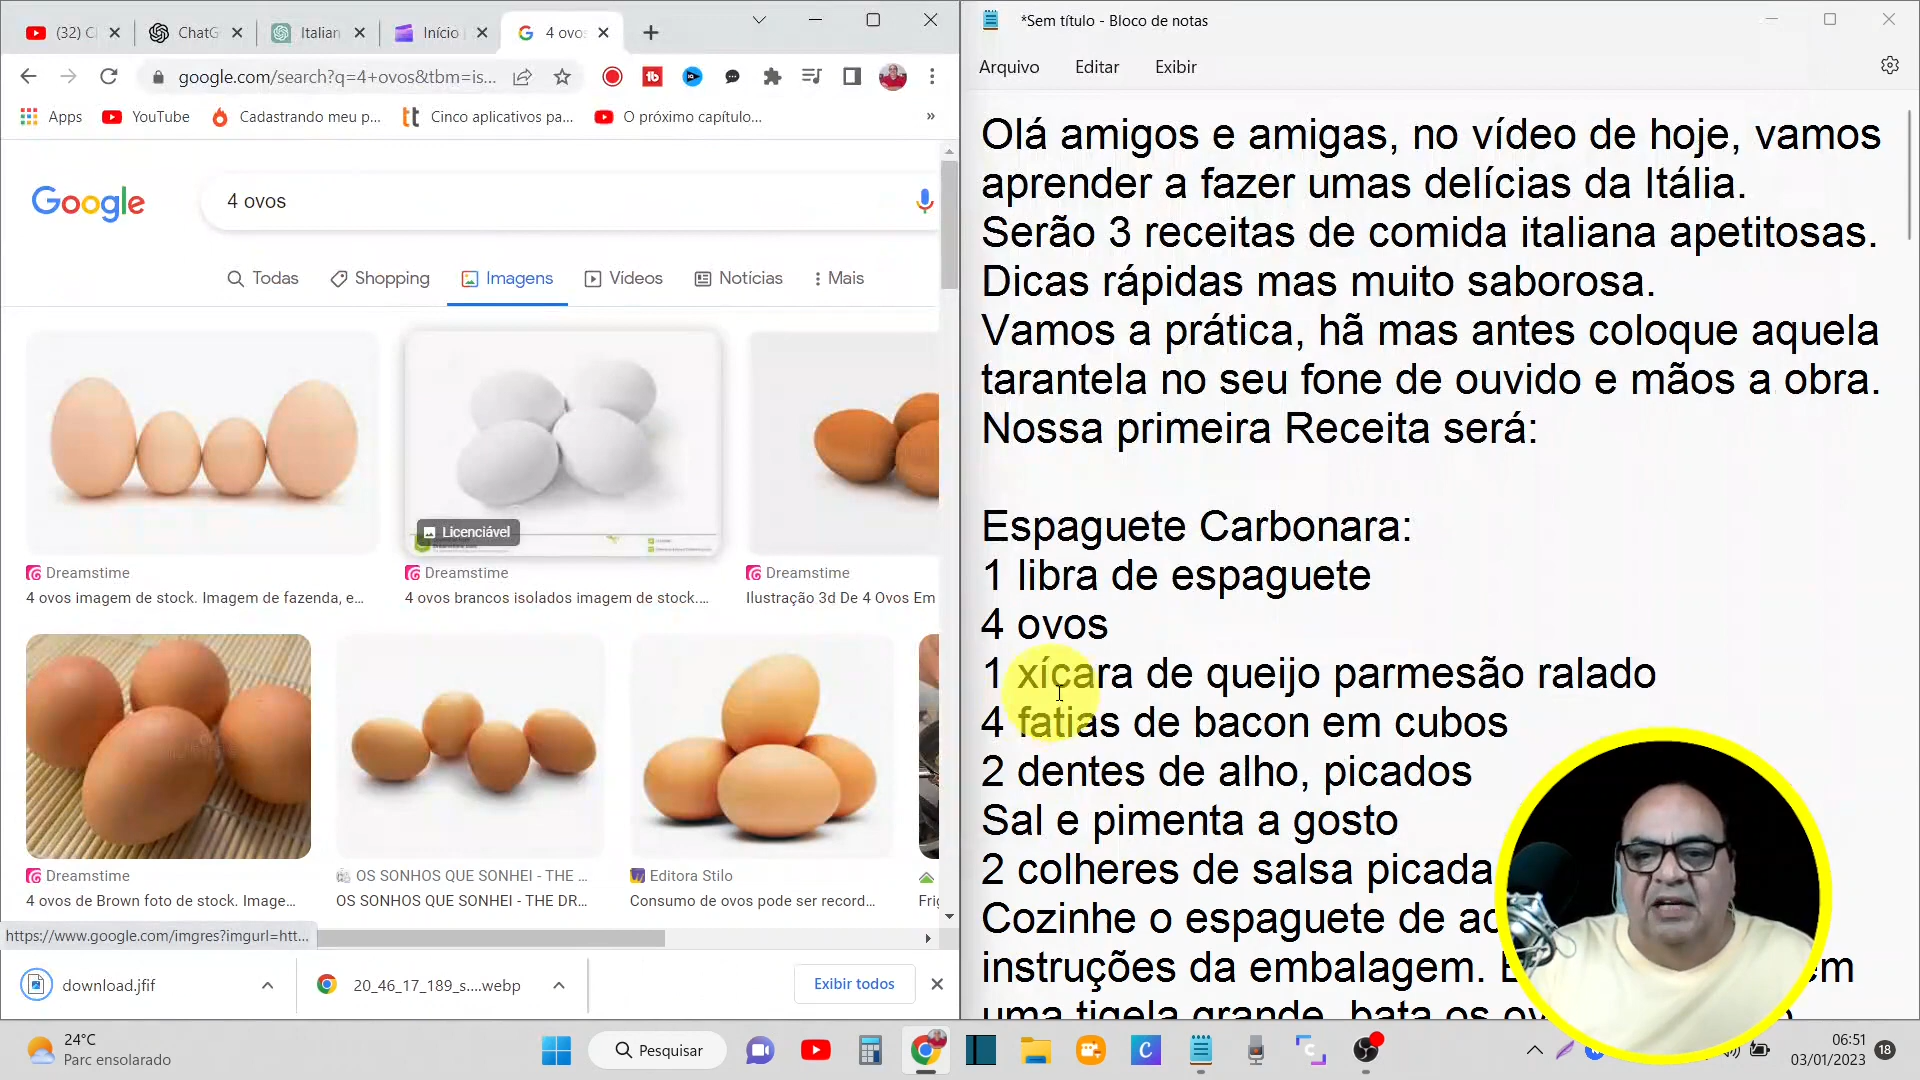 (32) C
ChatG
Italian
Início
4 ovo
*Sem título - Bloco de notas
google.com/search?q=4+ovos&tbm=is...
Arquivo
Editar
Exibir
Apps
YouTube
Cadastrando meu p...
Cinco aplicativos pa...
O próximo capítulo...
»
Google
4 ovos
Todas
Shopping
Imagens
Vídeos
Notícias
Mais
Licenciável
Dreamstime
4 ovos imagem de stock. Imagem de fazenda, e...
Dreamstime
4 ovos brancos isolados imagem de stock....
Dreamstime
Ilustração 3d De 4 Ovos Em
Dreamstime
4 ovos de Brown foto de stock. Image...
OS SONHOS QUE SONHEI - THE ...
OS SONHOS QUE SONHEI - THE DR...
Editora Stilo
Consumo de ovos pode ser record...
Frig
https://www.google.com/imgres?imgurl=htt...
download.jfif
20_46_17_189_s....webp
Exibir todos
Olá amigos e amigas, no vídeo de hoje, vamos
aprender a fazer umas delícias da Itália.
Serão 3 receitas de comida italiana apetitosas.
Dicas rápidas mas muito saborosa.
Vamos a prática, hã mas antes coloque aquela
tarantela no seu fone de ouvido e mãos a obra.
Nossa primeira Receita será:
Espaguete Carbonara:
1 libra de espaguete
4 ovos
1 xícara de queijo parmesão ralado
4 fatias de bacon em cubos
2 dentes de alho, picados
Sal e pimenta a gosto
2 colheres de salsa picada
Cozinhe o espaguete de
instruções da embalagem.
uma tigela grande, bata os
24°C
Parc ensolarado
Pesquisar
06:51
03/01/2023
18